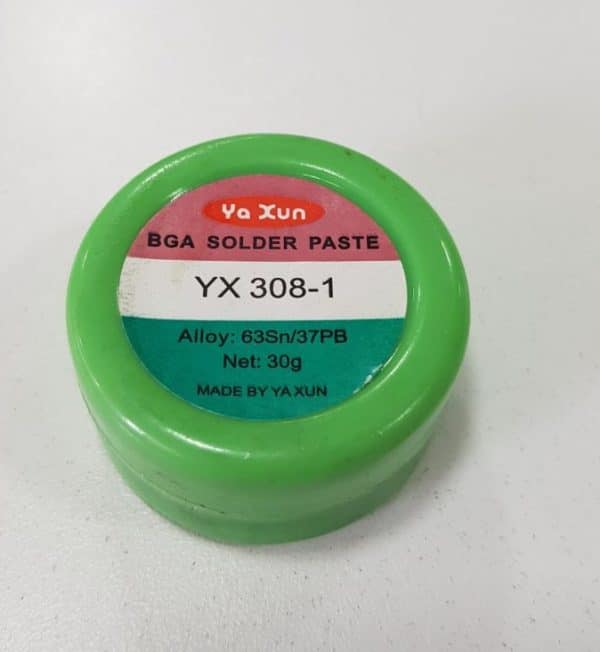 Ya Xun
BGA SOLDER PASTE
YX 308-1
Alloy: 63Sn/37PB
Net: 30g
MADE BY YA XUN